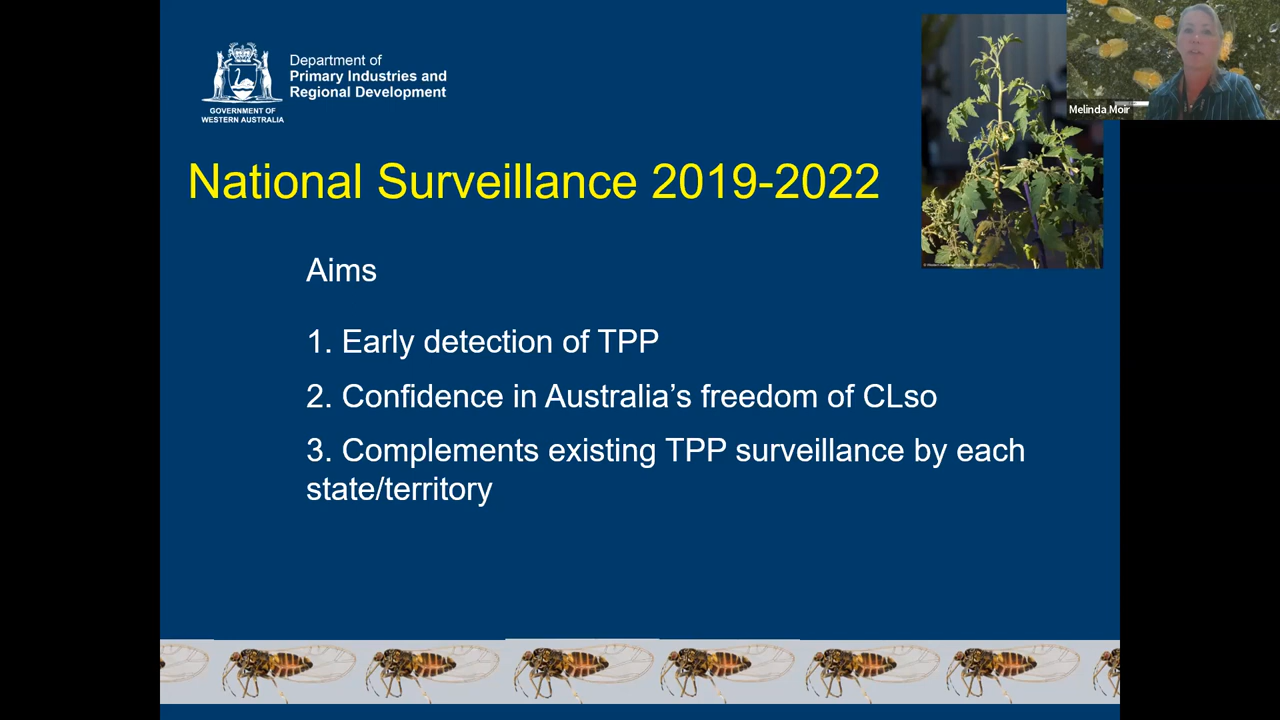 Department of
Primary Industries and
Regional Development
GOVERNMENT OF
WESTERN AUSTRALIA
Melinda Moir
National Surveillance 2019-2022
Aims
1. Early detection of TPP
2. Confidence in Australia's freedom of CLso
3. Complements existing TPP surveillance by each
state/territory